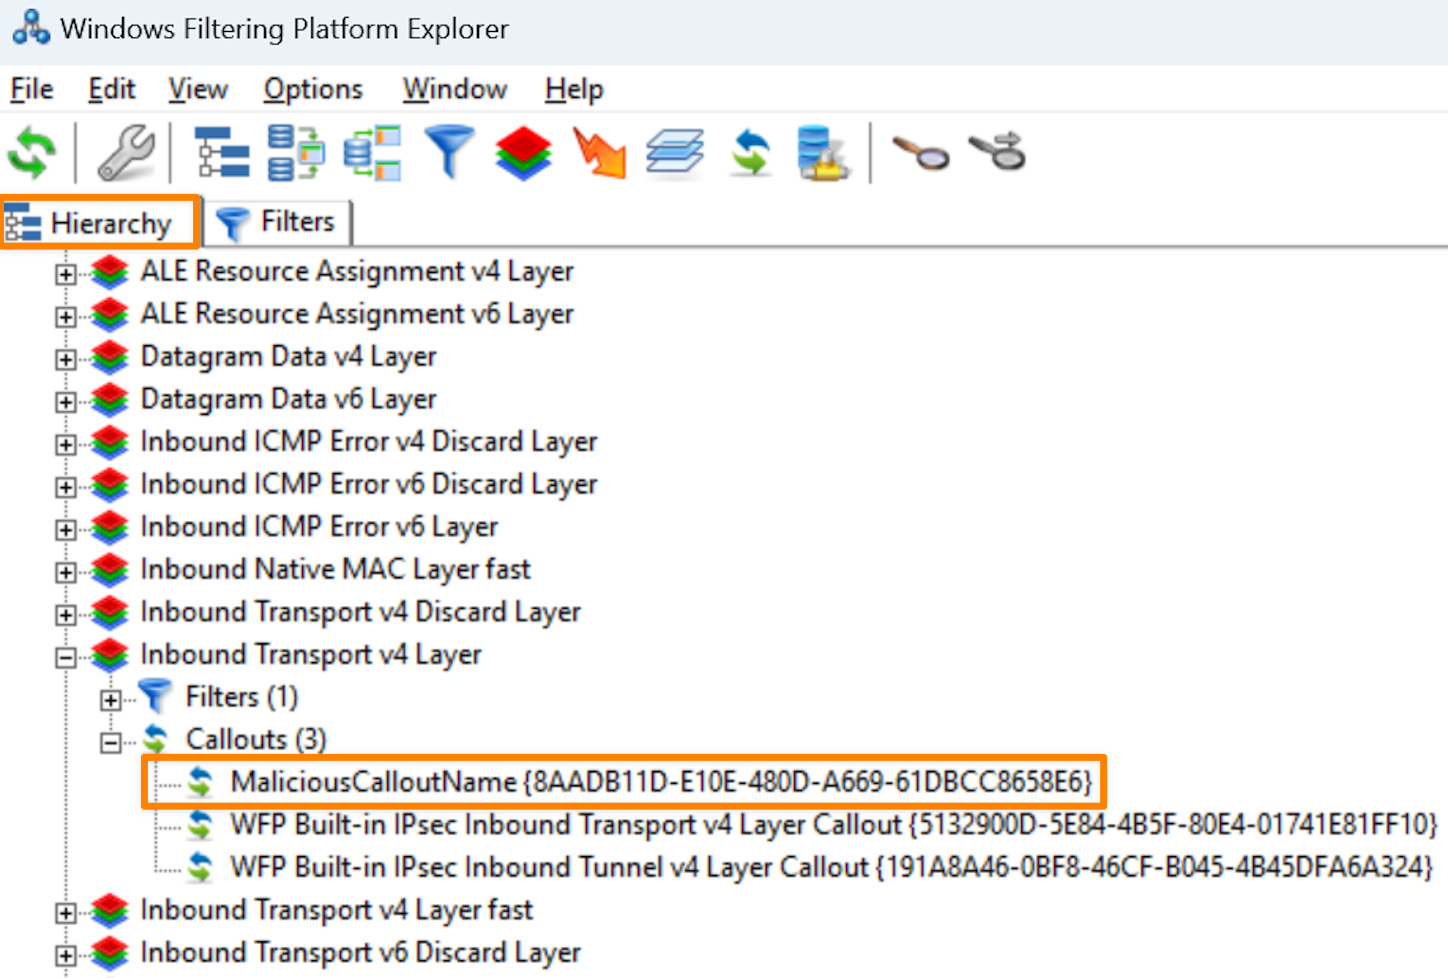 Windows Filtering Platform Explorer
File Edit View Options Window Help
Hierarchy Filters
ALE Resource Assignment v4 Layer
ALE Resource Assignment v6 Layer
Datagram Data v4 Layer
Datagram Data v6 Layer
Inbound ICMP Error v4 Discard Layer
Inbound ICMP Error v6 Discard Layer
Inbound ICMP Error v6 Layer
Inbound Native MAC Layer fast
Inbound Transport v4 Discard Layer
Inbound Transport v4 Layer
Filters (1)
Callouts (3)
MaliciousCalloutName {8AADB11D-E10E-480D-A669-61DBCC8658E6}
WFP Built-in IPsec Inbound Transport v4 Layer Callout {5132900D-5E84-4B5F-80E4-01741E81FF10}
WFP Built-in IPsec Inbound Tunnel v4 Layer Callout {191A8A46-0BF8-46CF-B045-4B45DFA6A324}
Inbound Transport v4 Layer fast
Inbound Transport v6 Discard Layer